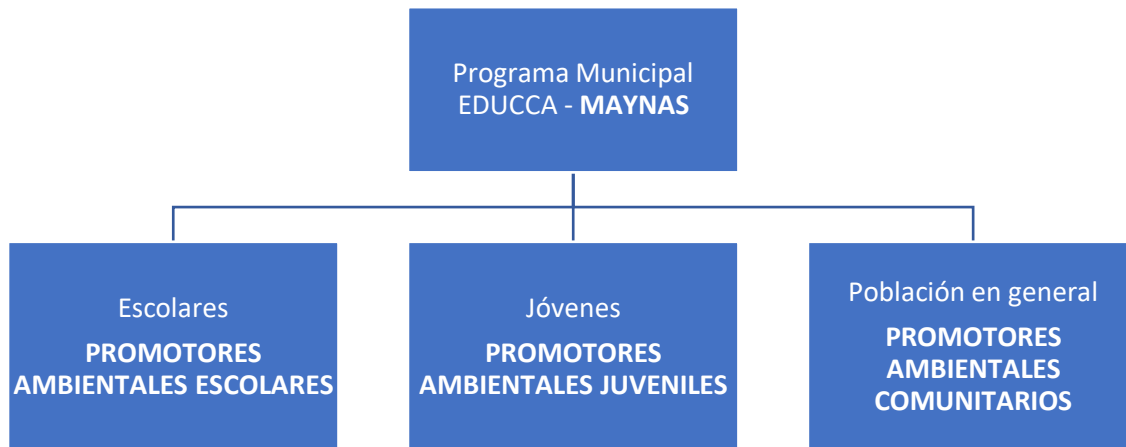 Programa Municipal
EDUCCA - MAYNAS
Escolares
PROMOTORES
AMBIENTALES ESCOLARES
Jóvenes
PROMOTORES
AMBIENTALES JUVENILES
Población en general
PROMOTORES
AMBIENTALES
COMUNITARIOS